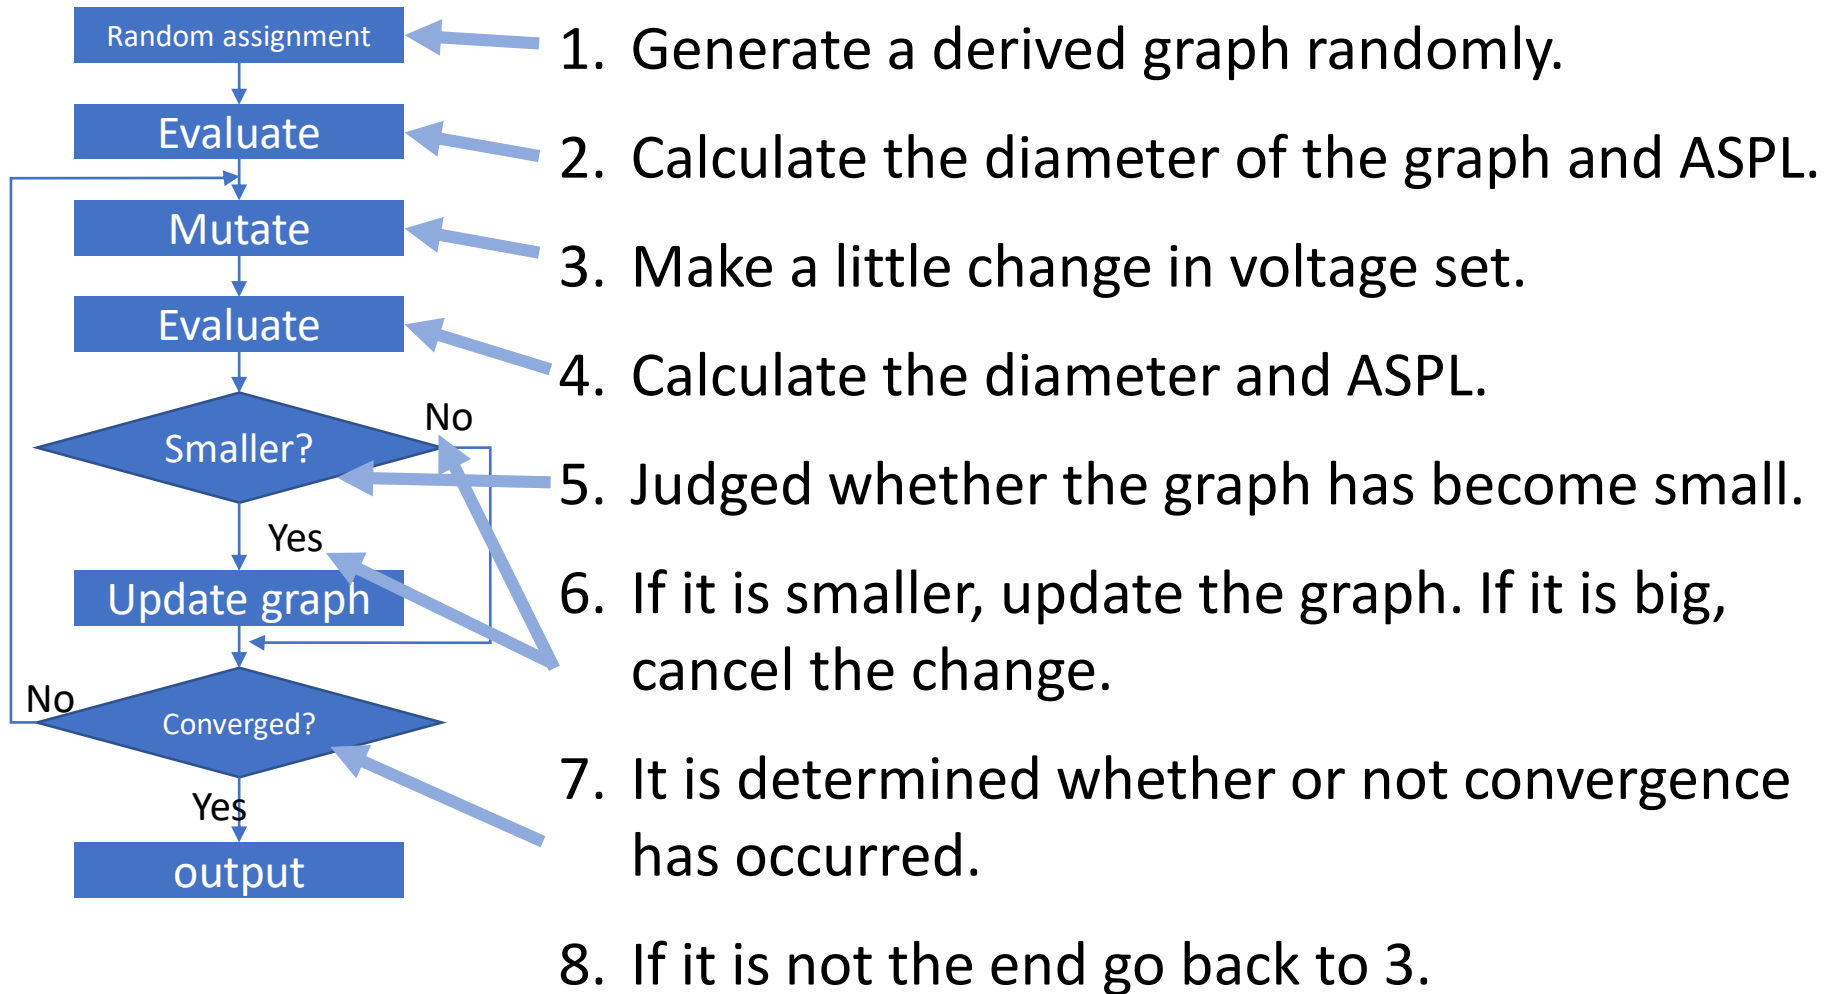 Random assignment
Evaluate
Mutate
Evaluate
Smaller?
No
Yes
Update graph
No
Converged?
Yes
output
1. Generate a derived graph randomly.
2. Calculate the diameter of the graph and ASPL.
3. Make a little change in voltage set.
4. Calculate the diameter and ASPL.
5. Judged whether the graph has become small.
6. If it is smaller, update the graph. If it is big,
cancel the change.
7. It is determined whether or not convergence
has occurred.
8. If it is not the end go back to 3.